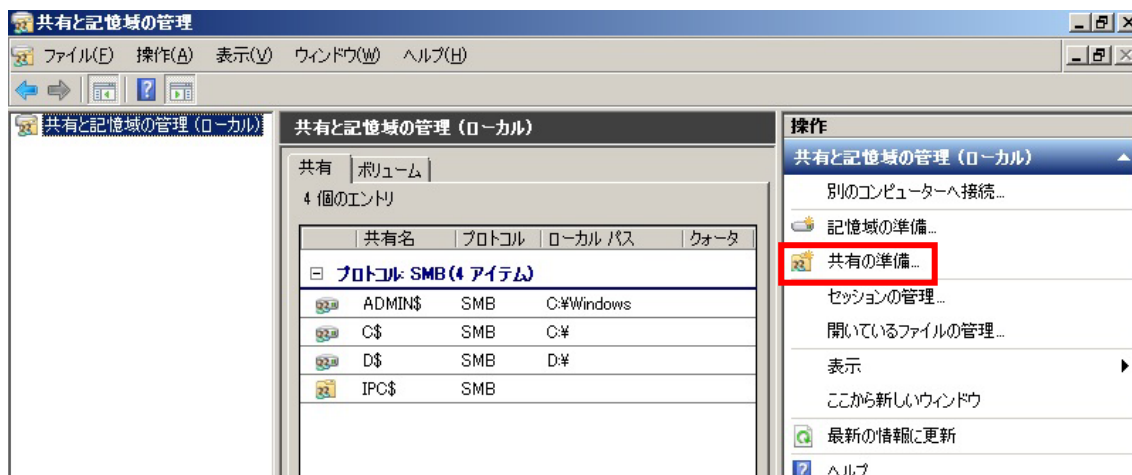 共有と記憶域の管理
ファイル(F) 操作(A) 表示(V) ウィンドウ(W) ヘルプ(H)
共有と記憶域の管理 (ローカル)
共有と記憶域の管理 (ローカル)
共有 ボリューム
4 個のエントリ
共有名 プロトコル ローカル パス クォータ
プロトコル: SMB (4 アイテム)
ADMIN$ SMB C:¥Windows
C$ SMB C:¥
D$ SMB D:¥
IPC$ SMB
操作
共有と記憶域の管理 (ローカル)
別のコンピューターへ接続...
記憶域の準備...
共有の準備...
セッションの管理...
開いているファイルの管理...
表示
ここから新しいウィンドウ
最新の情報に更新
ヘルプ